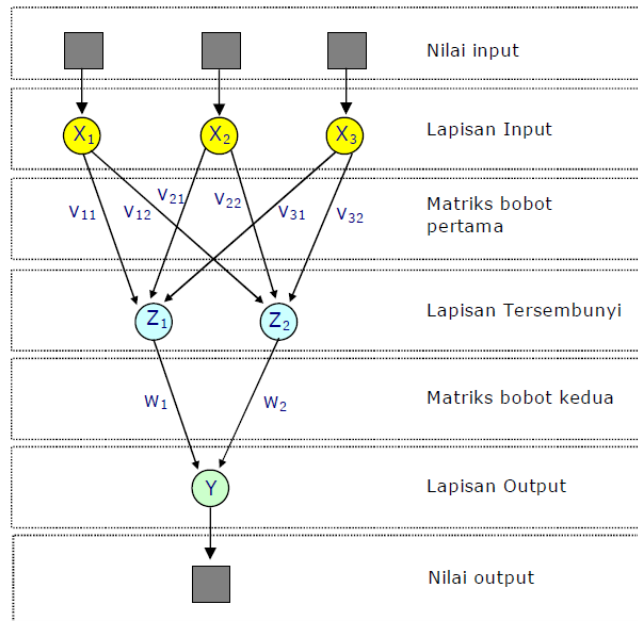 Nilai input
X1 X2 X3
Lapisan Input
V11 V12 V21 V22 V31 V32
Matriks bobot
pertama
Z1 Z2
Lapisan Tersembunyi
W1 W2
Matriks bobot kedua
Y
Lapisan Output
Nilai output